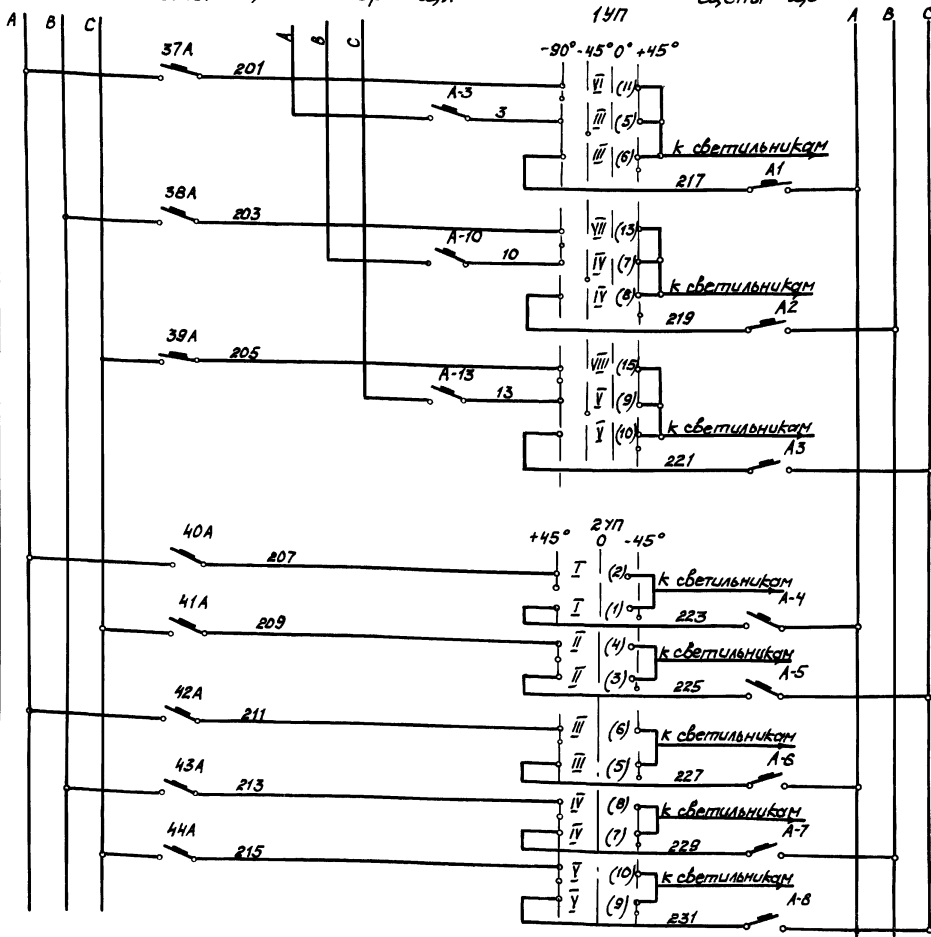 1УП
A B C A B C A B C
-90° -45° 0° +45°
37А 201 VI (11)
А-3 3 III (5)
III (6) к светильникам
217 А1
38А 203 VII (13)
А-10 10 IV (7)
IV (8) к светильникам
219 А2
39А 205 VIII (15)
А-13 13 V (9)
V (10) к светильникам
221 А3
2УП
+45° 0 -45°
40А 207 I (2) к светильникам
I (1) 223 А-4
41А 209 II (4) к светильникам
II (3) 225 А-5
42А 211 III (6) к светильникам
III (5) 227 А-6
43А 213 IV (8) к светильникам
IV (7) 229 А-7
44А 215 V (10) к светильникам
V (9) 231 А-8